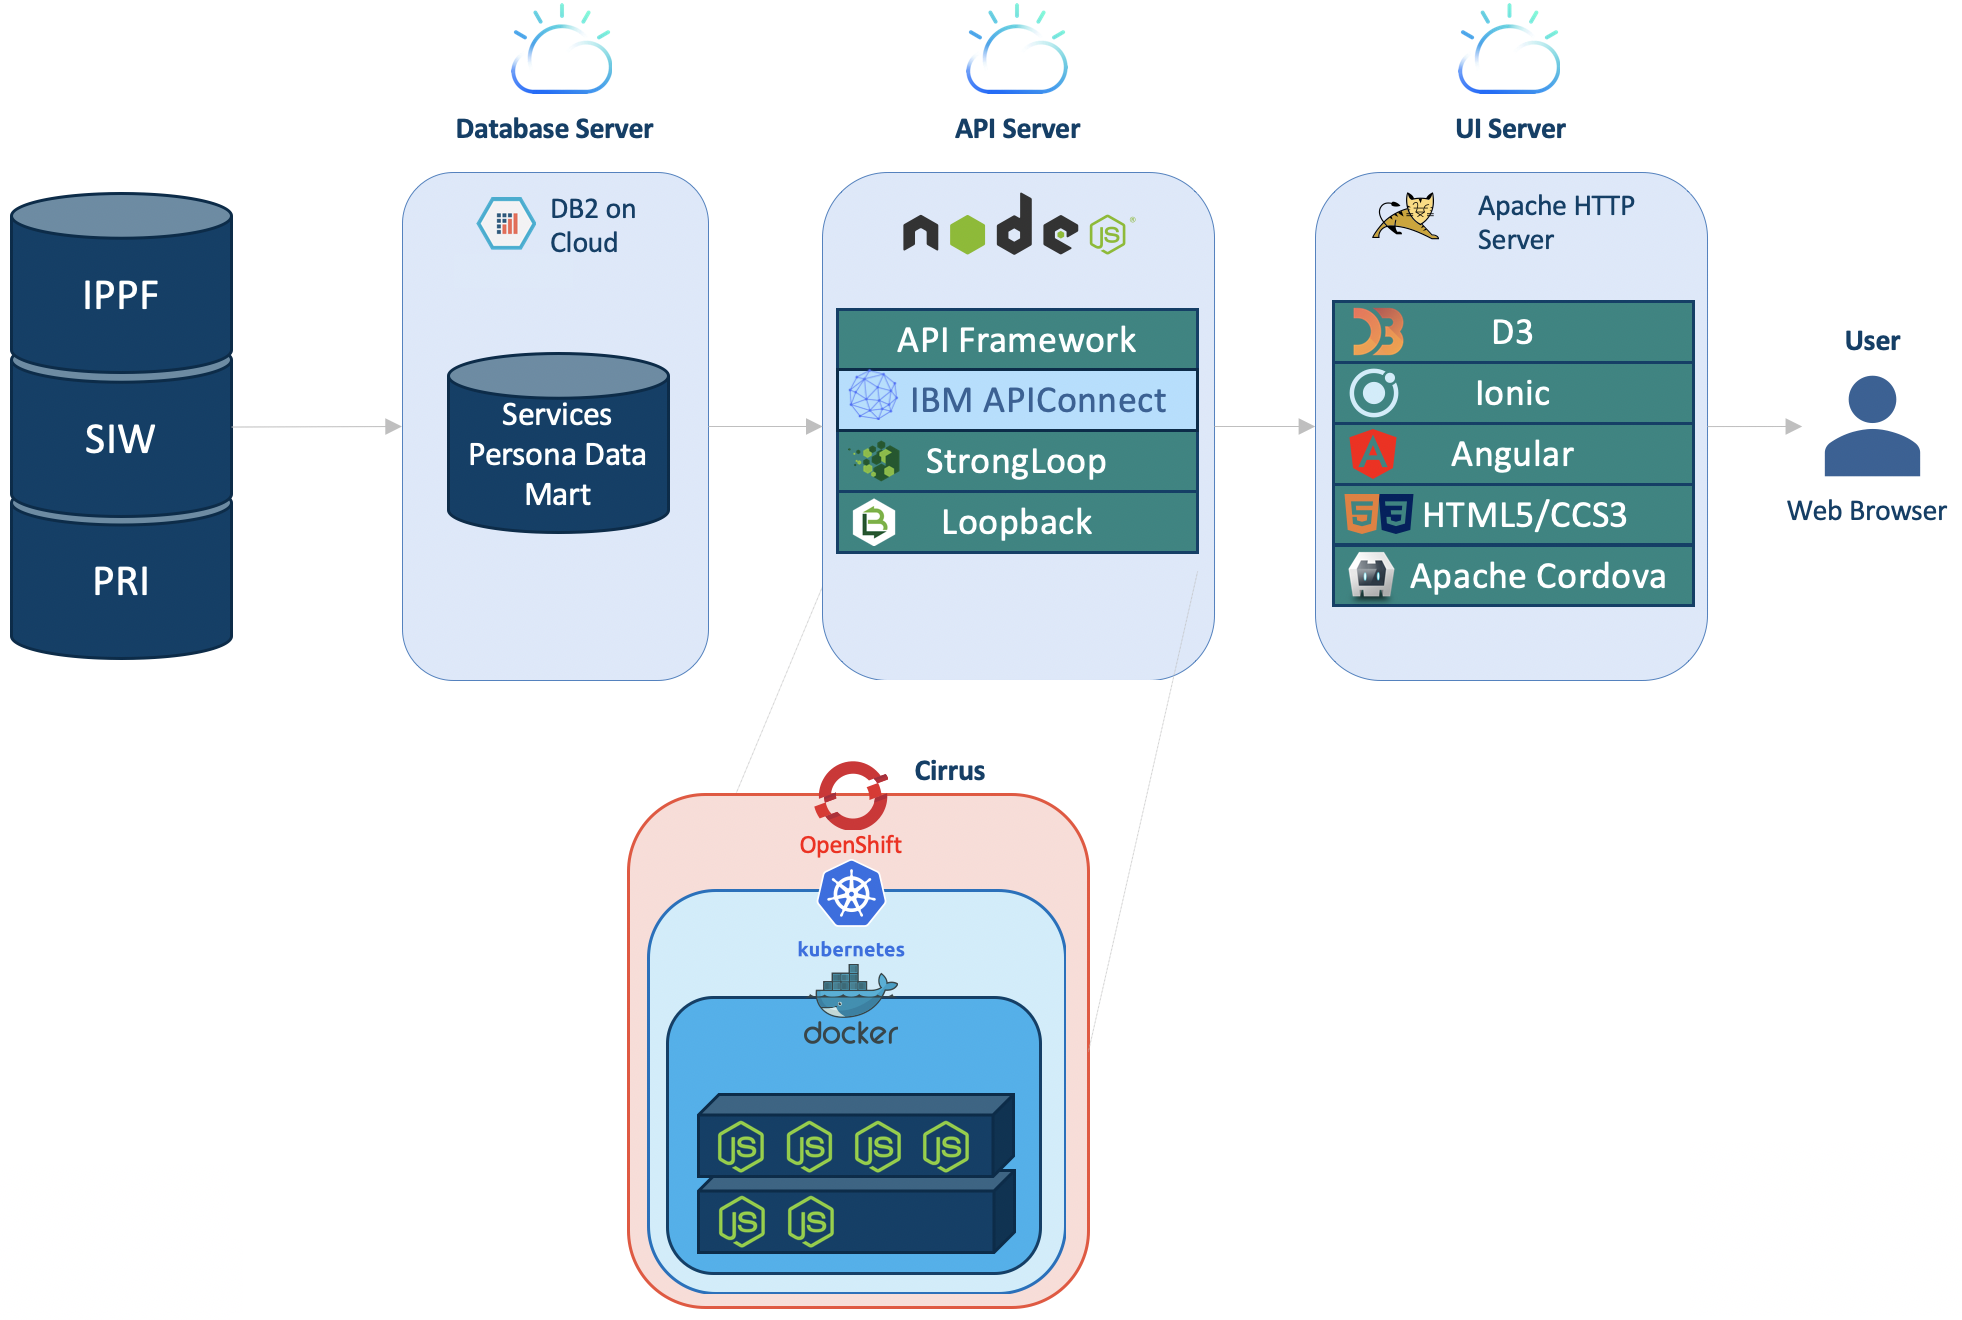 Database Server
API Server
UI Server
IPPF
SIW
PRI
DB2 on
Cloud
Services
Persona Data
Mart
node
JS
API Framework
IBM APIConnect
StrongLoop
Loopback
Apache HTTP
Server
D3
Ionic
Angular
HTML5/CCS3
Apache Cordova
User
Web Browser
Cirrus
OpenShift
kubernetes
docker
JS JS JS JS
JS JS